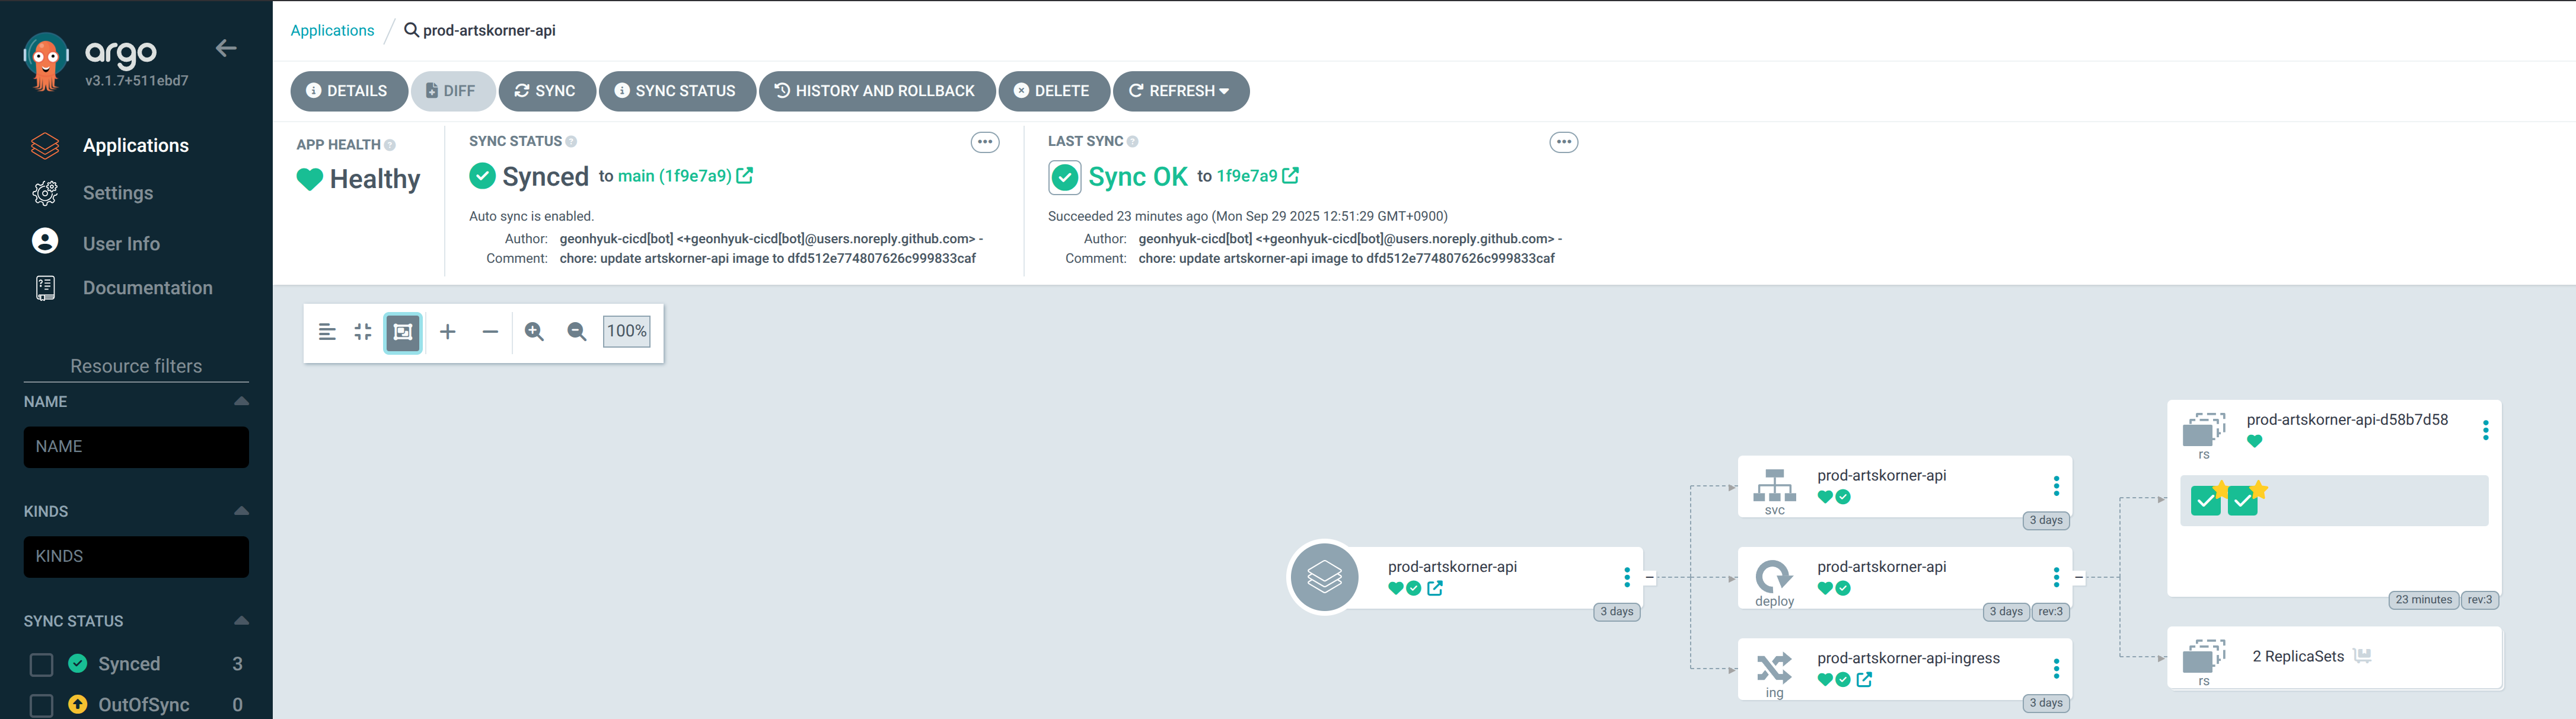 argo
v3.1.7+511ebd7
Applications
Settings
User Info
Documentation
Resource filters
NAME
NAME
KINDS
KINDS
SYNC STATUS
Synced 3
OutOfSync 0
Applications / prod-artskorner-api
DETAILS DIFF SYNC SYNC STATUS HISTORY AND ROLLBACK DELETE REFRESH
APP HEALTH
Healthy
SYNC STATUS
Synced to main (1f9e7a9)
Auto sync is enabled.
Author: geonhyuk-cicd[bot] <+geonhyuk-cicd[bot]@users.noreply.github.com> -
Comment: chore: update artskorner-api image to dfd512e774807626c999833caf
LAST SYNC
Sync OK to 1f9e7a9
Succeeded 23 minutes ago (Mon Sep 29 2025 12:51:29 GMT+0900)
Author: geonhyuk-cicd[bot] <+geonhyuk-cicd[bot]@users.noreply.github.com> -
Comment: chore: update artskorner-api image to dfd512e774807626c999833caf
100%
prod-artskorner-api
3 days
prod-artskorner-api
svc
3 days
prod-artskorner-api
deploy
3 days rev:3
prod-artskorner-api-ingress
ing
3 days
prod-artskorner-api-d58b7d58
rs
23 minutes rev:3
2 ReplicaSets
rs